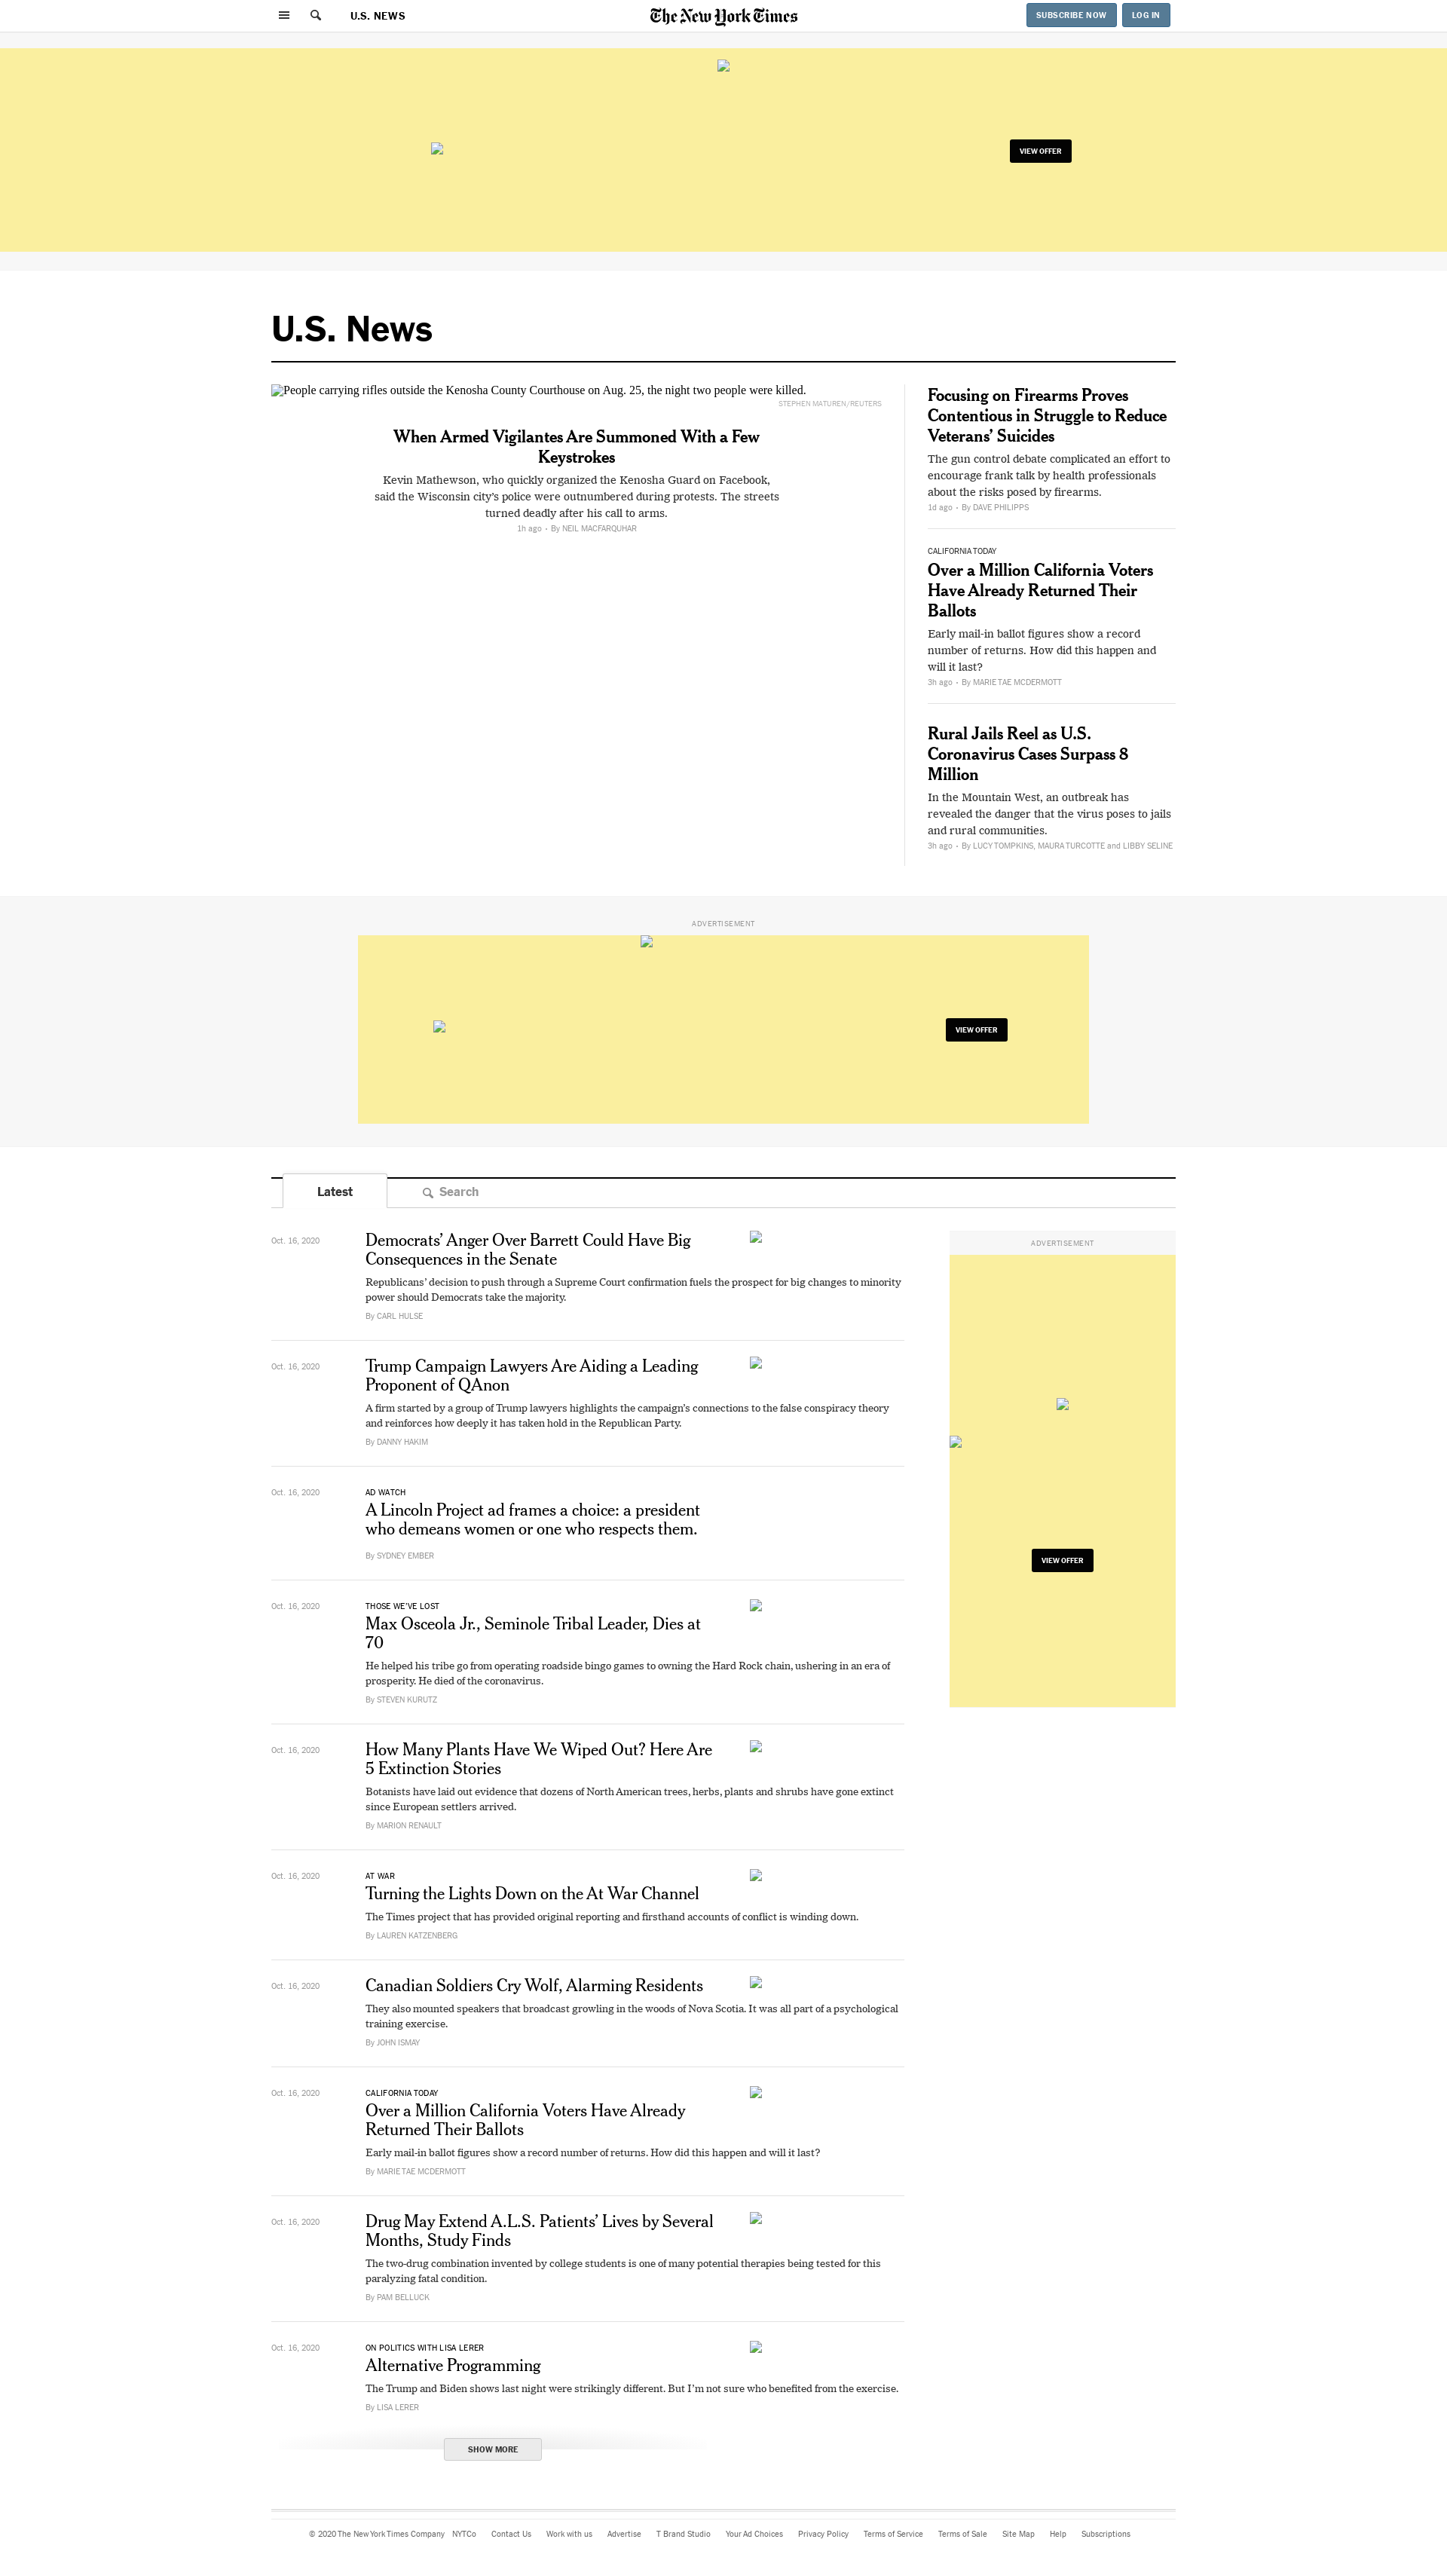 U.S. NEWS
The New York Times
SUBSCRIBE NOW
LOG IN
VIEW OFFER
U.S. News
People carrying rifles outside the Kenosha County Courthouse on Aug. 25, the night two people were killed.
STEPHEN MATUREN/REUTERS
When Armed Vigilantes Are Summoned With a Few
Keystrokes
Kevin Mathewson, who quickly organized the Kenosha Guard on Facebook,
said the Wisconsin city’s police were outnumbered during protests. The streets
turned deadly after his call to arms.
1h ago • By NEIL MACFARQUHAR
Focusing on Firearms Proves
Contentious in Struggle to Reduce
Veterans’ Suicides
The gun control debate complicated an effort to
encourage frank talk by health professionals
about the risks posed by firearms.
1d ago • By DAVE PHILIPPS
CALIFORNIA TODAY
Over a Million California Voters
Have Already Returned Their
Ballots
Early mail-in ballot figures show a record
number of returns. How did this happen and
will it last?
3h ago • By MARIE TAE MCDERMOTT
Rural Jails Reel as U.S.
Coronavirus Cases Surpass 8
Million
In the Mountain West, an outbreak has
revealed the danger that the virus poses to jails
and rural communities.
3h ago • By LUCY TOMPKINS, MAURA TURCOTTE and LIBBY SELINE
ADVERTISEMENT
VIEW OFFER
Latest
Search
Oct. 16, 2020
Democrats’ Anger Over Barrett Could Have Big
Consequences in the Senate
Republicans’ decision to push through a Supreme Court confirmation fuels the prospect for big changes to minority
power should Democrats take the majority.
By CARL HULSE
ADVERTISEMENT
VIEW OFFER
Oct. 16, 2020
Trump Campaign Lawyers Are Aiding a Leading
Proponent of QAnon
A firm started by a group of Trump lawyers highlights the campaign’s connections to the false conspiracy theory
and reinforces how deeply it has taken hold in the Republican Party.
By DANNY HAKIM
Oct. 16, 2020
AD WATCH
A Lincoln Project ad frames a choice: a president
who demeans women or one who respects them.
By SYDNEY EMBER
Oct. 16, 2020
THOSE WE’VE LOST
Max Osceola Jr., Seminole Tribal Leader, Dies at
70
He helped his tribe go from operating roadside bingo games to owning the Hard Rock chain, ushering in an era of
prosperity. He died of the coronavirus.
By STEVEN KURUTZ
Oct. 16, 2020
How Many Plants Have We Wiped Out? Here Are
5 Extinction Stories
Botanists have laid out evidence that dozens of North American trees, herbs, plants and shrubs have gone extinct
since European settlers arrived.
By MARION RENAULT
Oct. 16, 2020
AT WAR
Turning the Lights Down on the At War Channel
The Times project that has provided original reporting and firsthand accounts of conflict is winding down.
By LAUREN KATZENBERG
Oct. 16, 2020
Canadian Soldiers Cry Wolf, Alarming Residents
They also mounted speakers that broadcast growling in the woods of Nova Scotia. It was all part of a psychological
training exercise.
By JOHN ISMAY
Oct. 16, 2020
CALIFORNIA TODAY
Over a Million California Voters Have Already
Returned Their Ballots
Early mail-in ballot figures show a record number of returns. How did this happen and will it last?
By MARIE TAE MCDERMOTT
Oct. 16, 2020
Drug May Extend A.L.S. Patients’ Lives by Several
Months, Study Finds
The two-drug combination invented by college students is one of many potential therapies being tested for this
paralyzing fatal condition.
By PAM BELLUCK
Oct. 16, 2020
ON POLITICS WITH LISA LERER
Alternative Programming
The Trump and Biden shows last night were strikingly different. But I’m not sure who benefited from the exercise.
By LISA LERER
SHOW MORE
© 2020 The New York Times Company NYTCo Contact Us Work with us Advertise T Brand Studio Your Ad Choices Privacy Policy Terms of Service Terms of Sale Site Map Help Subscriptions